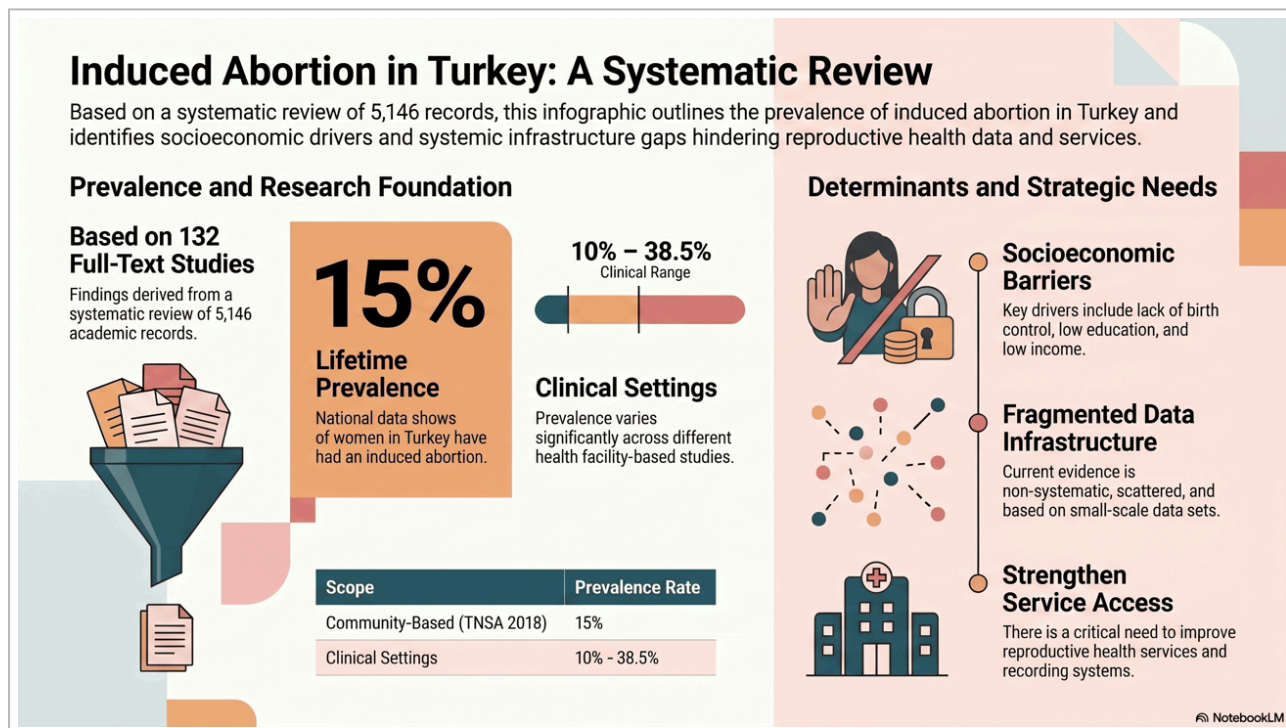 Induced Abortion in Turkey: A Systematic Review
Based on a systematic review of 5,146 records, this infographic outlines the prevalence of induced abortion in Turkey and
identifies socioeconomic drivers and systemic infrastructure gaps hindering reproductive health data and services.
Prevalence and Research Foundation
Based on 132
Full-Text Studies
Findings derived from a
systematic review of 5,146
academic records.
15%
Lifetime
Prevalence
National data shows
of women in Turkey have
had an induced abortion.
10% – 38.5%
Clinical Range
Clinical Settings
Prevalence varies
significantly across different
health facility-based studies.
Scope Prevalence Rate
Community-Based (TNSA 2018) 15%
Clinical Settings 10% - 38.5%
Determinants and Strategic Needs
Socioeconomic
Barriers
Key drivers include lack of birth
control, low education, and
low income.
Fragmented Data
Infrastructure
Current evidence is
non-systematic, scattered, and
based on small-scale data sets.
Strengthen
Service Access
There is a critical need to improve
reproductive health services and
recording systems.
NotebookLM